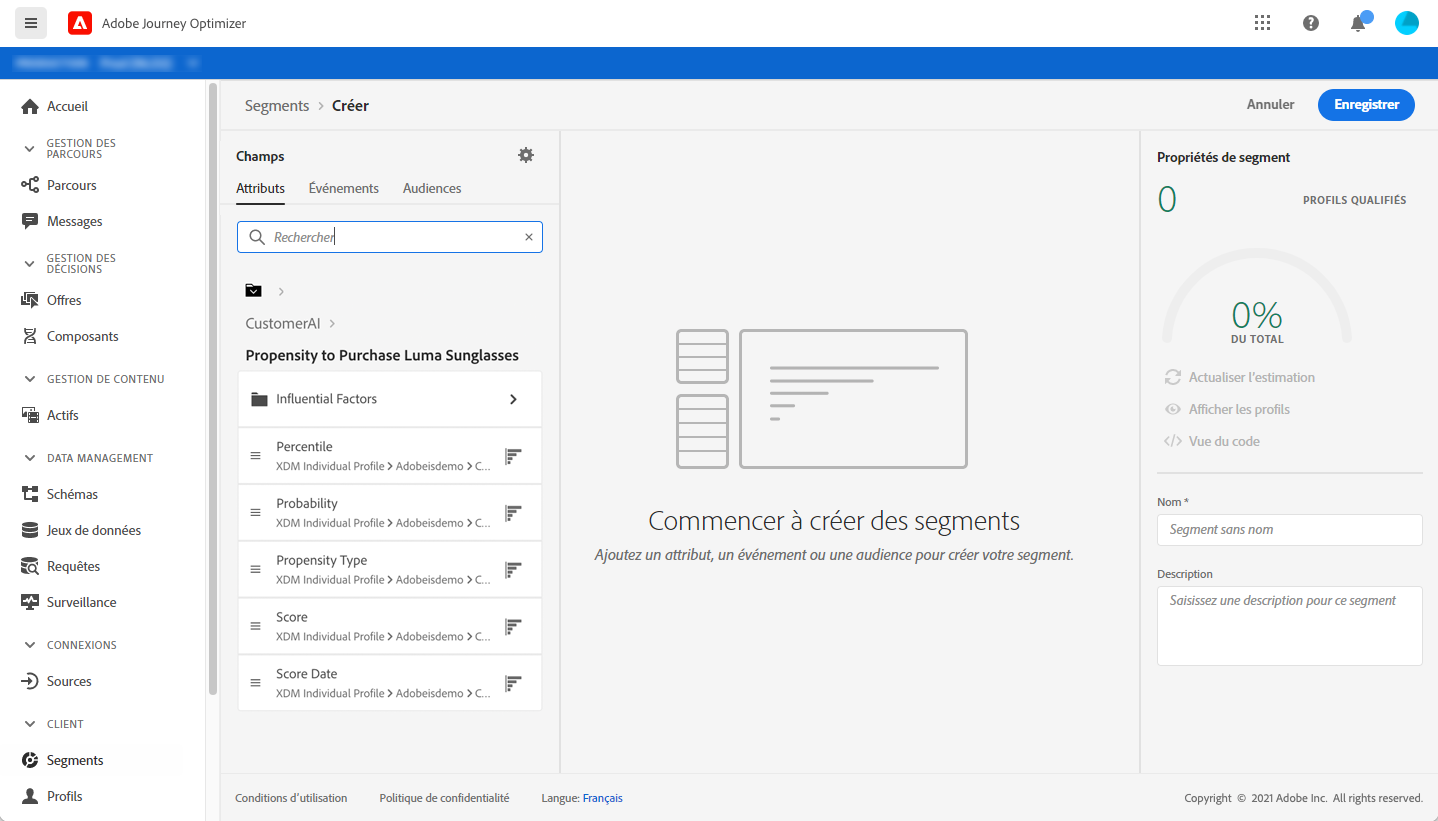 Adobe Journey Optimizer
Accueil
GESTION DES
PARCOURS
Parcours
Messages
GESTION DES
DÉCISIONS
Offres
Composants
GESTION DE CONTENU
Actifs
DATA MANAGEMENT
Schémas
Jeux de données
Requêtes
Surveillance
CONNEXIONS
Sources
CLIENT
Segments
Profils
Segments > Créer
Annuler
Enregistrer
Champs
Attributs
Événements
Audiences
Rechercher
CustomerAI >
Propensity to Purchase Luma Sunglasses
Influential Factors
Percentile
XDM Individual Profile > Adobeisdemo > C...
Probability
XDM Individual Profile > Adobeisdemo > C...
Propensity Type
XDM Individual Profile > Adobeisdemo > C...
Score
XDM Individual Profile > Adobeisdemo > C...
Score Date
XDM Individual Profile > Adobeisdemo > C...
Commencer à créer des segments
Ajoutez un attribut, un événement ou une audience pour créer votre segment.
Propriétés de segment
0
PROFILS QUALIFIÉS
0%
DU TOTAL
Actualiser l'estimation
Afficher les profils
Vue du code
Nom *
Segment sans nom
Description
Saisissez une description pour ce segment
Conditions d'utilisation
Politique de confidentialité
Langue: Français
Copyright © 2021 Adobe Inc. All rights reserved.